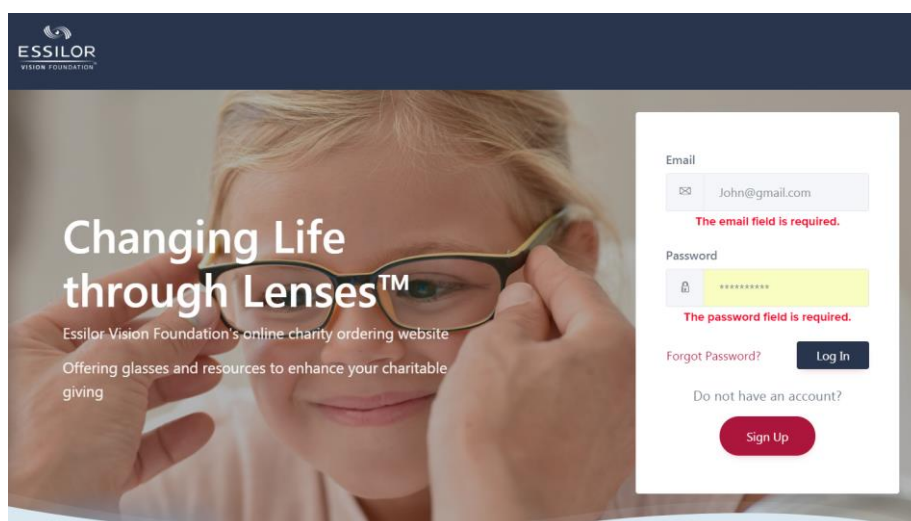 ESSILOR
VISION FOUNDATION
Changing Life
through Lenses™
Essilor Vision Foundation's online charity ordering website
Offering glasses and resources to enhance your charitable
giving
Email
John@gmail.com
The email field is required.
Password
**********
The password field is required.
Forgot Password?
Log In
Do not have an account?
Sign Up